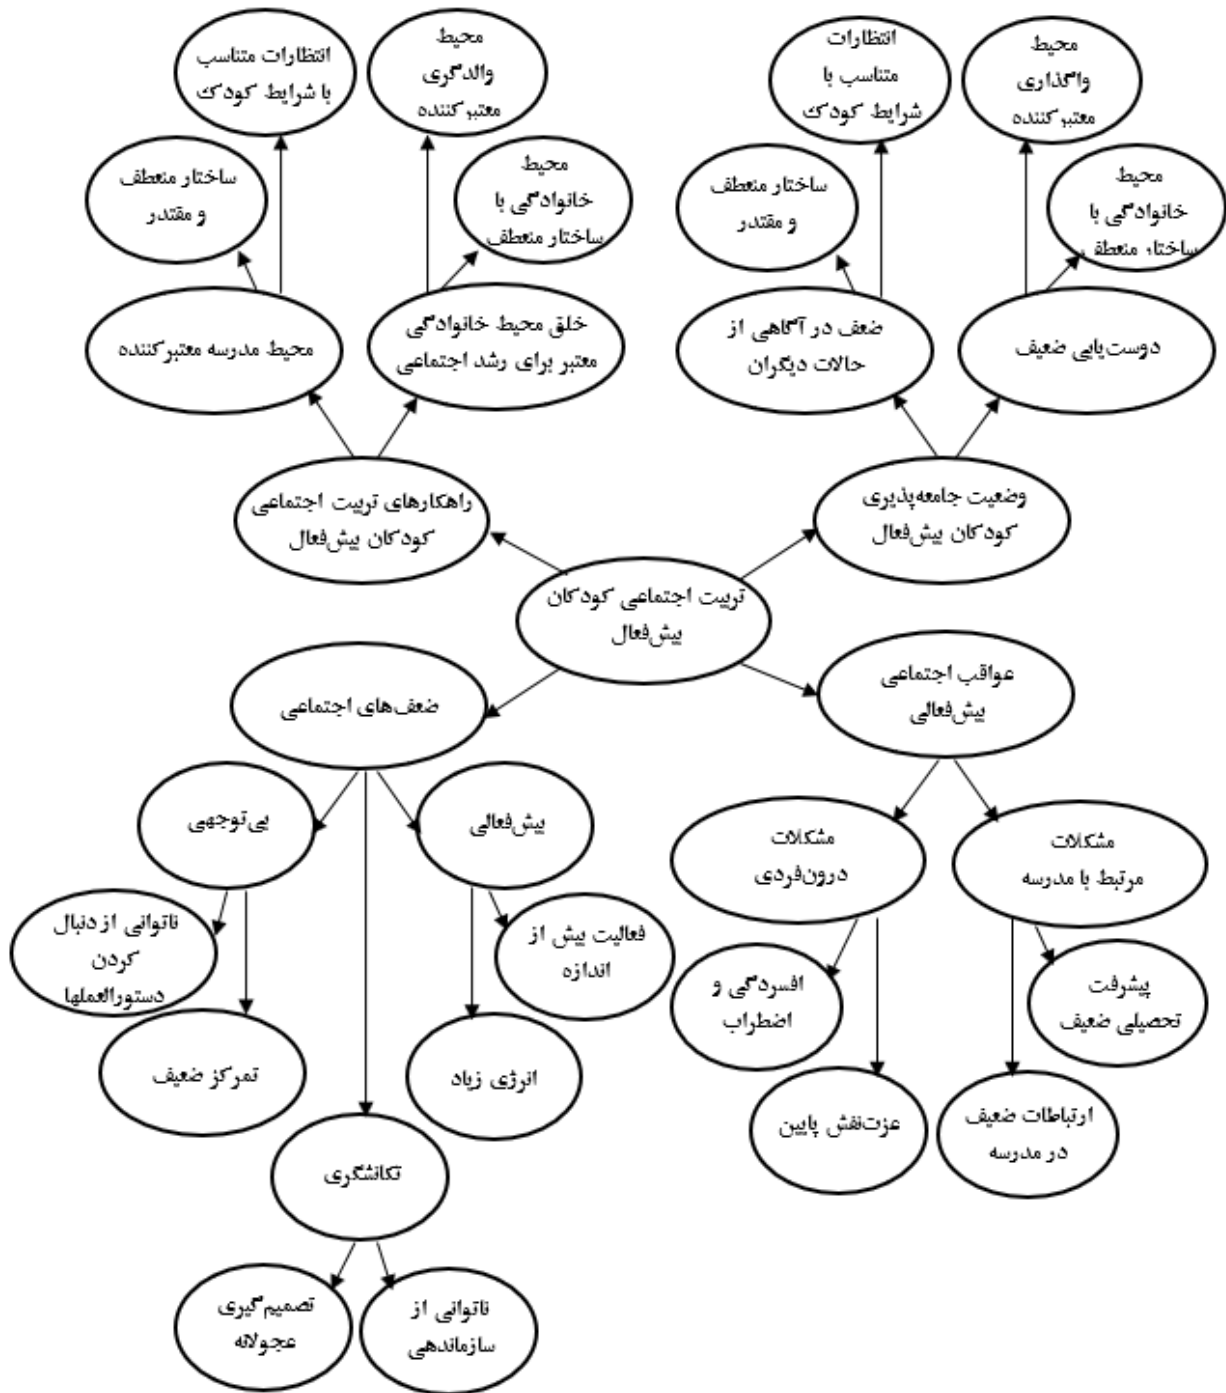 انتظارات
متناسب با
شرایط کودک
محیط
واگذاری
معتبرکننده
ساختار منعطف
و مقتدر
محیط
خانوادگی با
ساختار منعطف
ضعف در آگاهی از
حالات دیگران
دوست‌یابی ضعیف
وضعیت جامعه‌پذیری
کودکان بیش‌فعال
انتظارات متناسب
با شرایط کودک
محیط
والدگری
معتبرکننده
ساختار منعطف
و مقتدر
محیط
خانوادگی با
ساختار منعطف
محیط مدرسه معتبرکننده
خلق محیط خانوادگی
معتبر برای رشد اجتماعی
راهکارهای تربیت اجتماعی
کودکان بیش‌فعال
تربیت اجتماعی کودکان
بیش‌فعال
عواقب اجتماعی
بیش‌فعالی
مشکلات
مرتبط با مدرسه
مشکلات
درون‌فردی
پیشرفت
تحصیلی ضعیف
افسردگی و
اضطراب
ارتباطات ضعیف
در مدرسه
عزت‌نفس پایین
ضعف‌های اجتماعی
بیش‌فعالی
بی‌توجهی
فعالیت بیش از
اندازه
ناتوانی از دنبال
کردن
دستورالعملها
انرژی زیاد
تمرکز ضعیف
تکانشگری
ناتوانی از
سازماندهی
تصمیم‌گیری
عجولانه